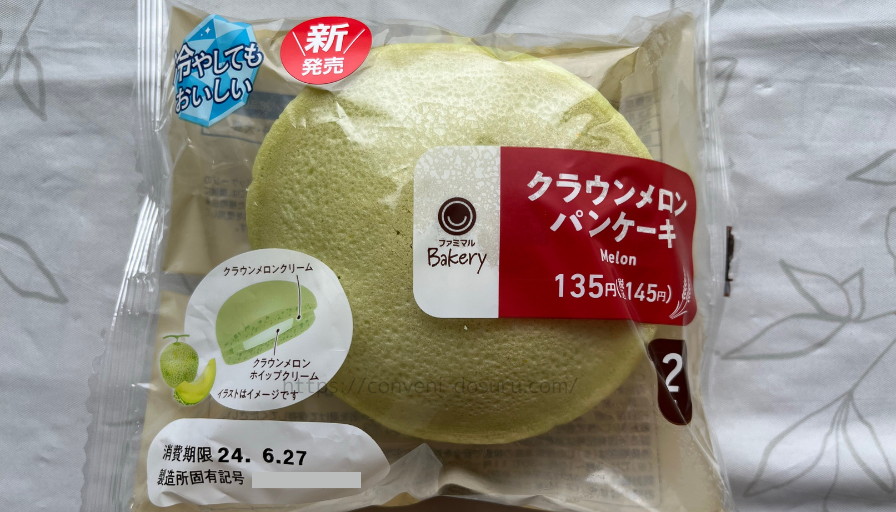 冷やしても
おいしい
新
発売
クラウンメロン
パンケーキ
Melon
135円(税込145円)
ファミマル
Bakery
クラウンメロンクリーム
クラウンメロン
ホイップクリーム
イラストはイメージです
https://convent.dosucu.com/
2
消費期限 24. 6.27
製造所固有記号